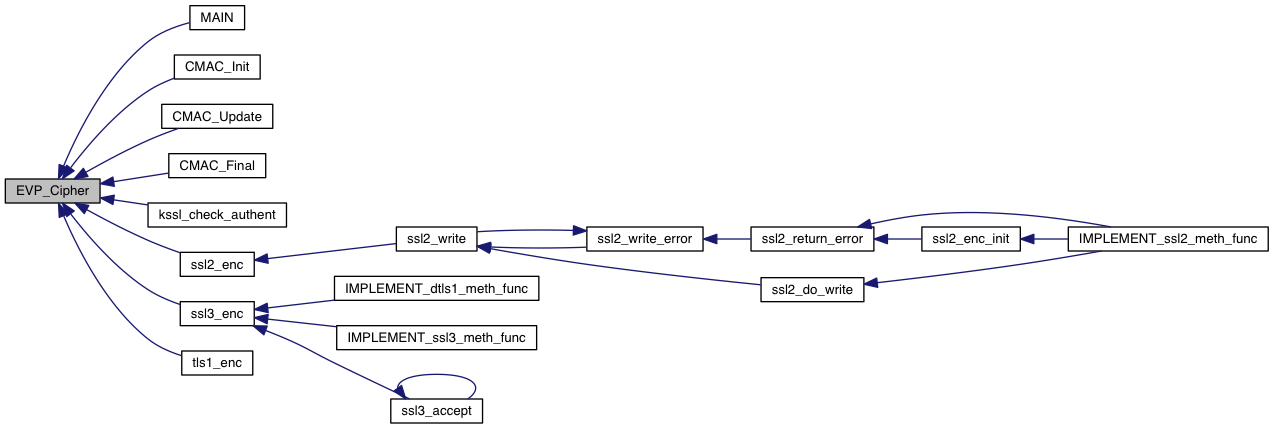 MAIN
CMAC_Init
CMAC_Update
CMAC_Final
EVP_Cipher
kssl_check_authent
ssl2_write
ssl2_write_error
ssl2_return_error
ssl2_enc_init
IMPLEMENT_ssl2_meth_func
ssl2_enc
ssl2_do_write
IMPLEMENT_dtls1_meth_func
ssl3_enc
IMPLEMENT_ssl3_meth_func
tls1_enc
ssl3_accept